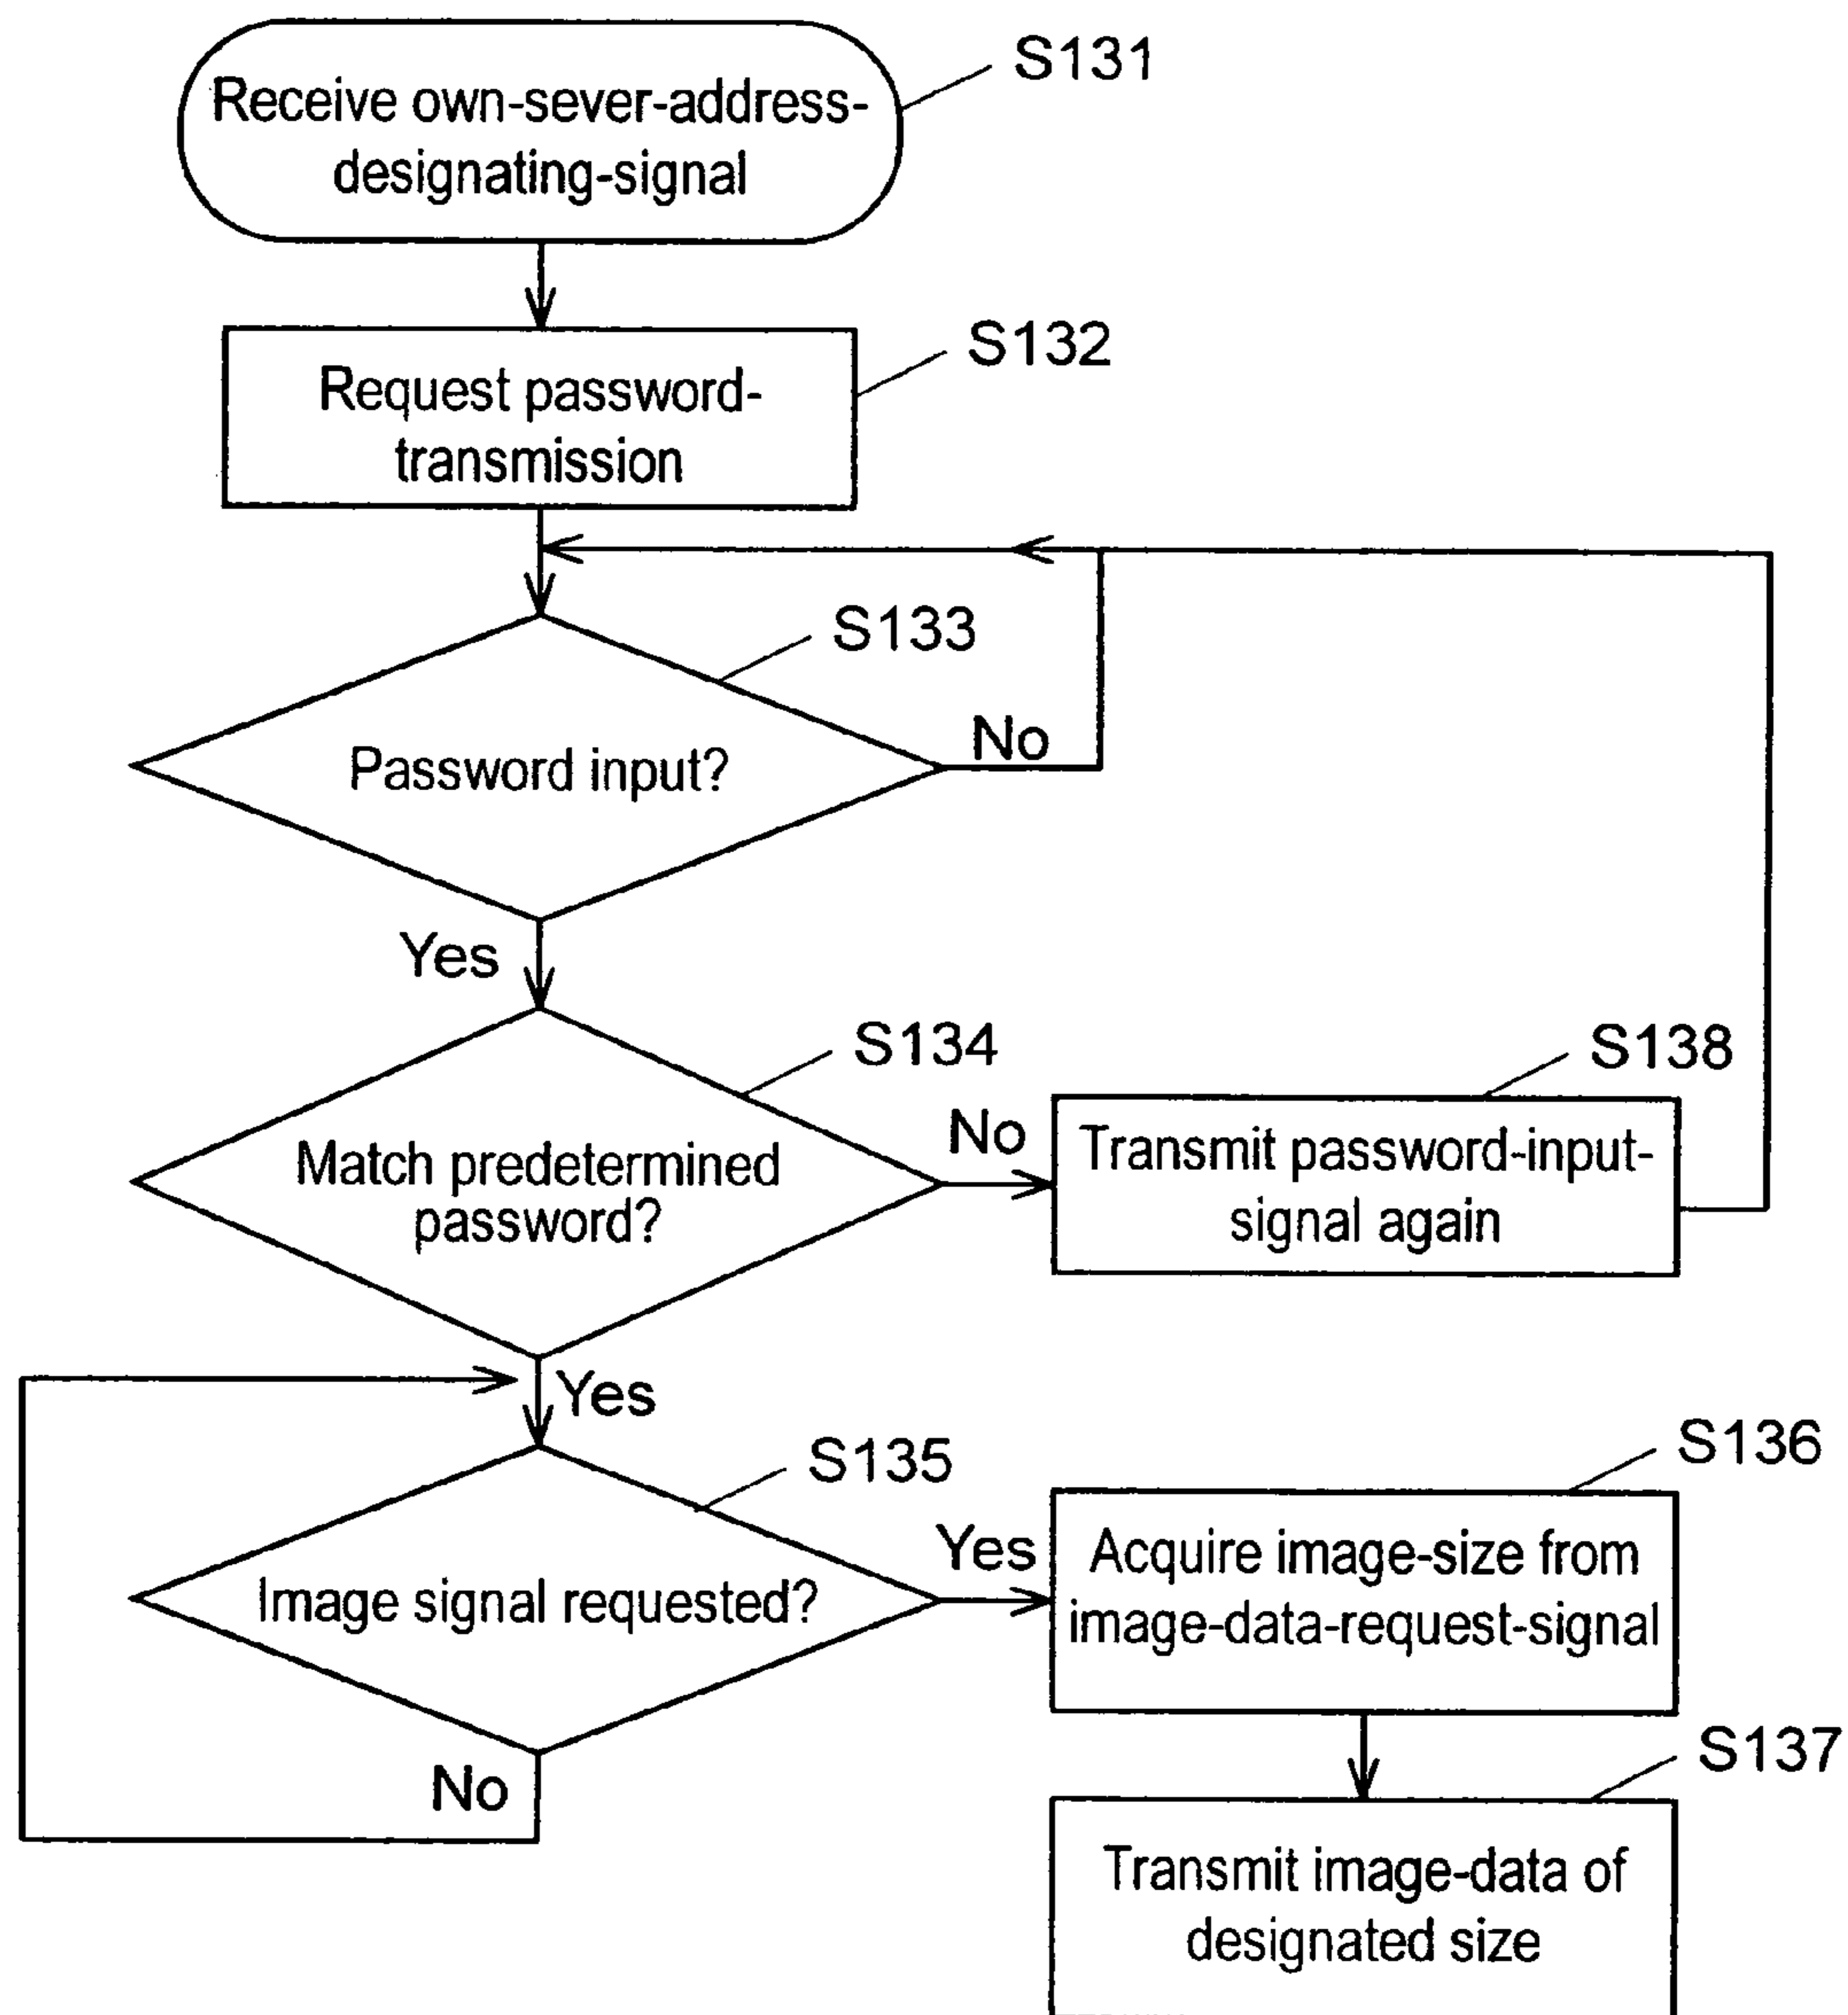 S131
Receive own-sever-address-
designating-signal
S132
Request password-
transmission
S133
Password input?
No
Yes
S134
Match predetermined
password?
No
S138
Transmit password-input-
signal again
Yes
S135
Image signal requested?
Yes
No
S136
Acquire image-size from
image-data-request-signal
S137
Transmit image-data of
designated size